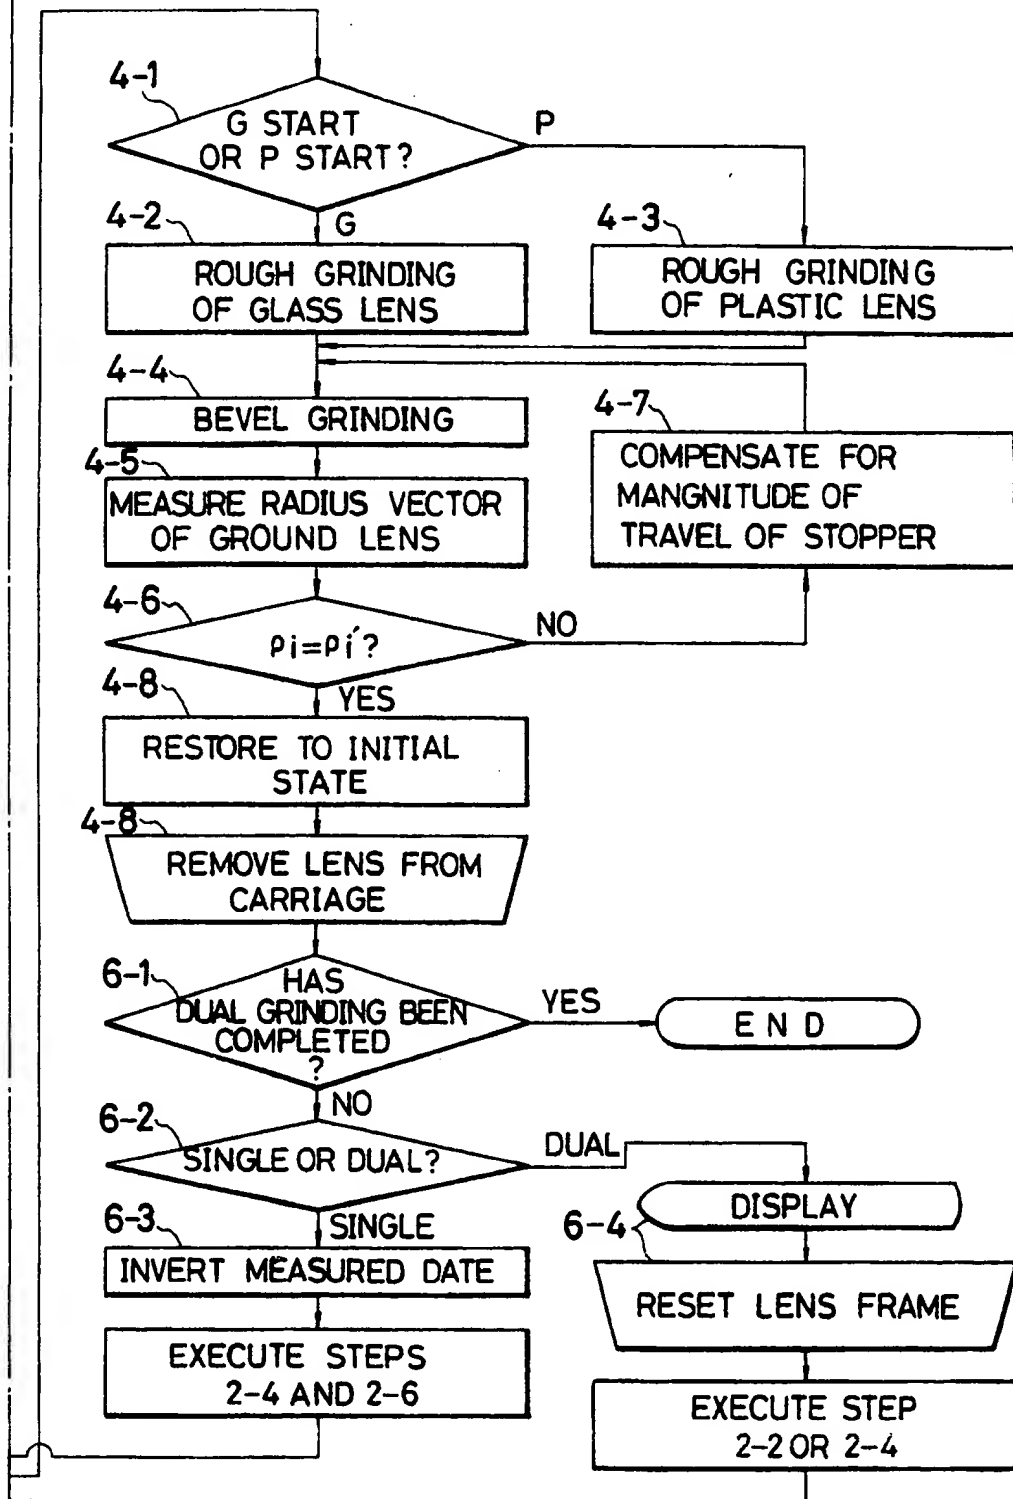 4-1
G START
OR P START?
P
G
4-2
ROUGH GRINDING
OF GLASS LENS
4-3
ROUGH GRINDING
OF PLASTIC LENS
4-4
BEVEL GRINDING
4-5
MEASURE RADIUS VECTOR
OF GROUND LENS
4-7
COMPENSATE FOR
MANGNITUDE OF
TRAVEL OF STOPPER
4-6
ρi=ρi′?
NO
YES
4-8
RESTORE TO INITIAL
STATE
4-8
REMOVE LENS FROM
CARRIAGE
6-1
HAS
DUAL GRINDING BEEN
COMPLETED
?
YES
END
NO
6-2
SINGLE OR DUAL?
DUAL
SINGLE
6-3
INVERT MEASURED DATE
EXECUTE STEPS
2-4 AND 2-6
DISPLAY
6-4
RESET LENS FRAME
EXECUTE STEP
2-2 OR 2-4